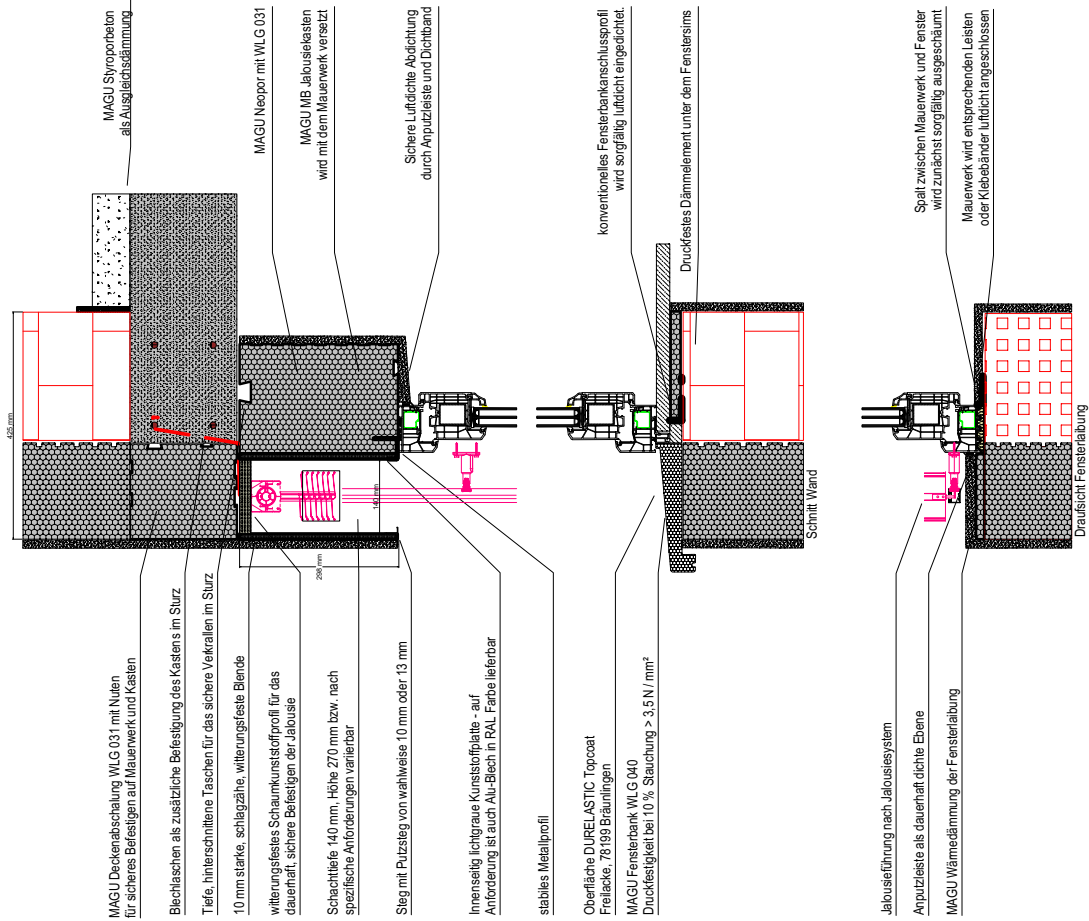 MAGU Styroporbeton
als Ausgleichsdämmung
MAGU Neopor mit WLG 031
MAGU MB Jalousiekasten
wird mit dem Mauerwerk versetzt
Sichere Luftdichte Abdichtung
durch Anputzleiste und Dichtband
konventionelles Fensterbankanschlussprofil
wird sorgfältig luftdicht eingedichtet.
Druckfestes Dämmelement unter dem Fenstersims
Spalt zwischen Mauerwerk und Fenster
wird zunächst sorgfältig ausgeschäumt
Mauerwerk wird entsprechenden Leisten
oder Klebebänder luftdicht angeschlossen
425 mm
298 mm
140 mm
Schnitt Wand
Draufsicht Fensterlaibung
MAGU Deckenabschalung WLG 031 mit Nuten
für sicheres Befestigen auf Mauerwerk und Kasten
Blechlaschen als zusätzliche Befestigung des Kastens im Sturz
Tiefe, hinterschnittene Taschen für das sichere Verkrallen im Sturz
10 mm starke, schlagzähe, witterungsfeste Blende
witterungsfestes Schaumkunststoffprofil für das
dauerhaft, sichere Befestigen der Jalousie
Schachttiefe 140 mm, Höhe 270 mm bzw. nach
spezifische Anforderungen variierbar
Steg mit Putzsteg von wahlweise 10 mm oder 13 mm
Innenseitig lichtgraue Kunststoffplatte - auf
Anforderung ist auch Alu-Blech in RAL Farbe lieferbar
stabiles Metallprofil
Oberfläche DURELASTIC Topcoat
Freilacke, 78199 Bräunlingen
MAGU Fensterbank WLG 040
Druckfestigkeit bei 10 % Stauchung > 3,5 N / mm²
Jalousieführung nach Jalousiesystem
Anputzleiste als dauerhaft dichte Ebene
MAGU Wärmedämmung der Fensterlaibung